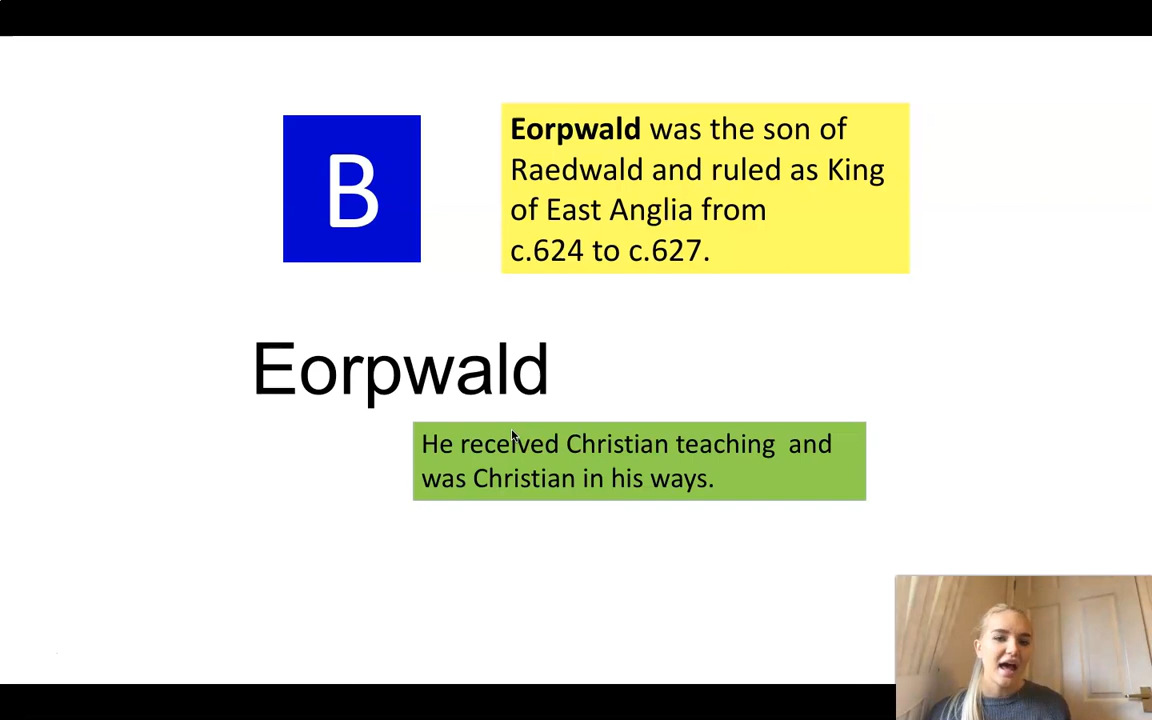 B
Eorpwald was the son of
Raedwald and ruled as King
of East Anglia from
c.624 to c.627.
Eorpwald
He received Christian teaching  and
was Christian in his ways.